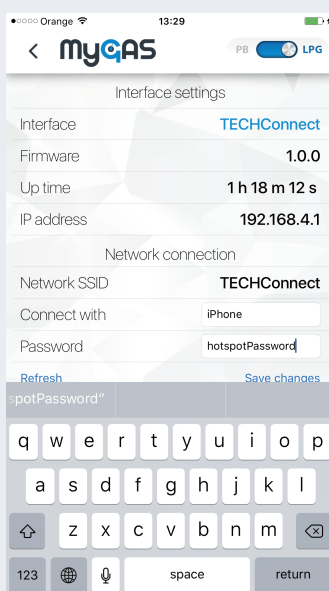 Orange 13:29
MyGAS PB LPG
Interface settings
Interface TECHConnect
Firmware 1.0.0
Up time 1 h 18 m 12 s
IP address 192.168.4.1
Network connection
Network SSID TECHConnect
Connect with iPhone
Password hotspotPassword
Refresh Save changes
spotPassword”
q w e r t y u i o p
a s d f g h j k l
z x c v b n m
123 space return